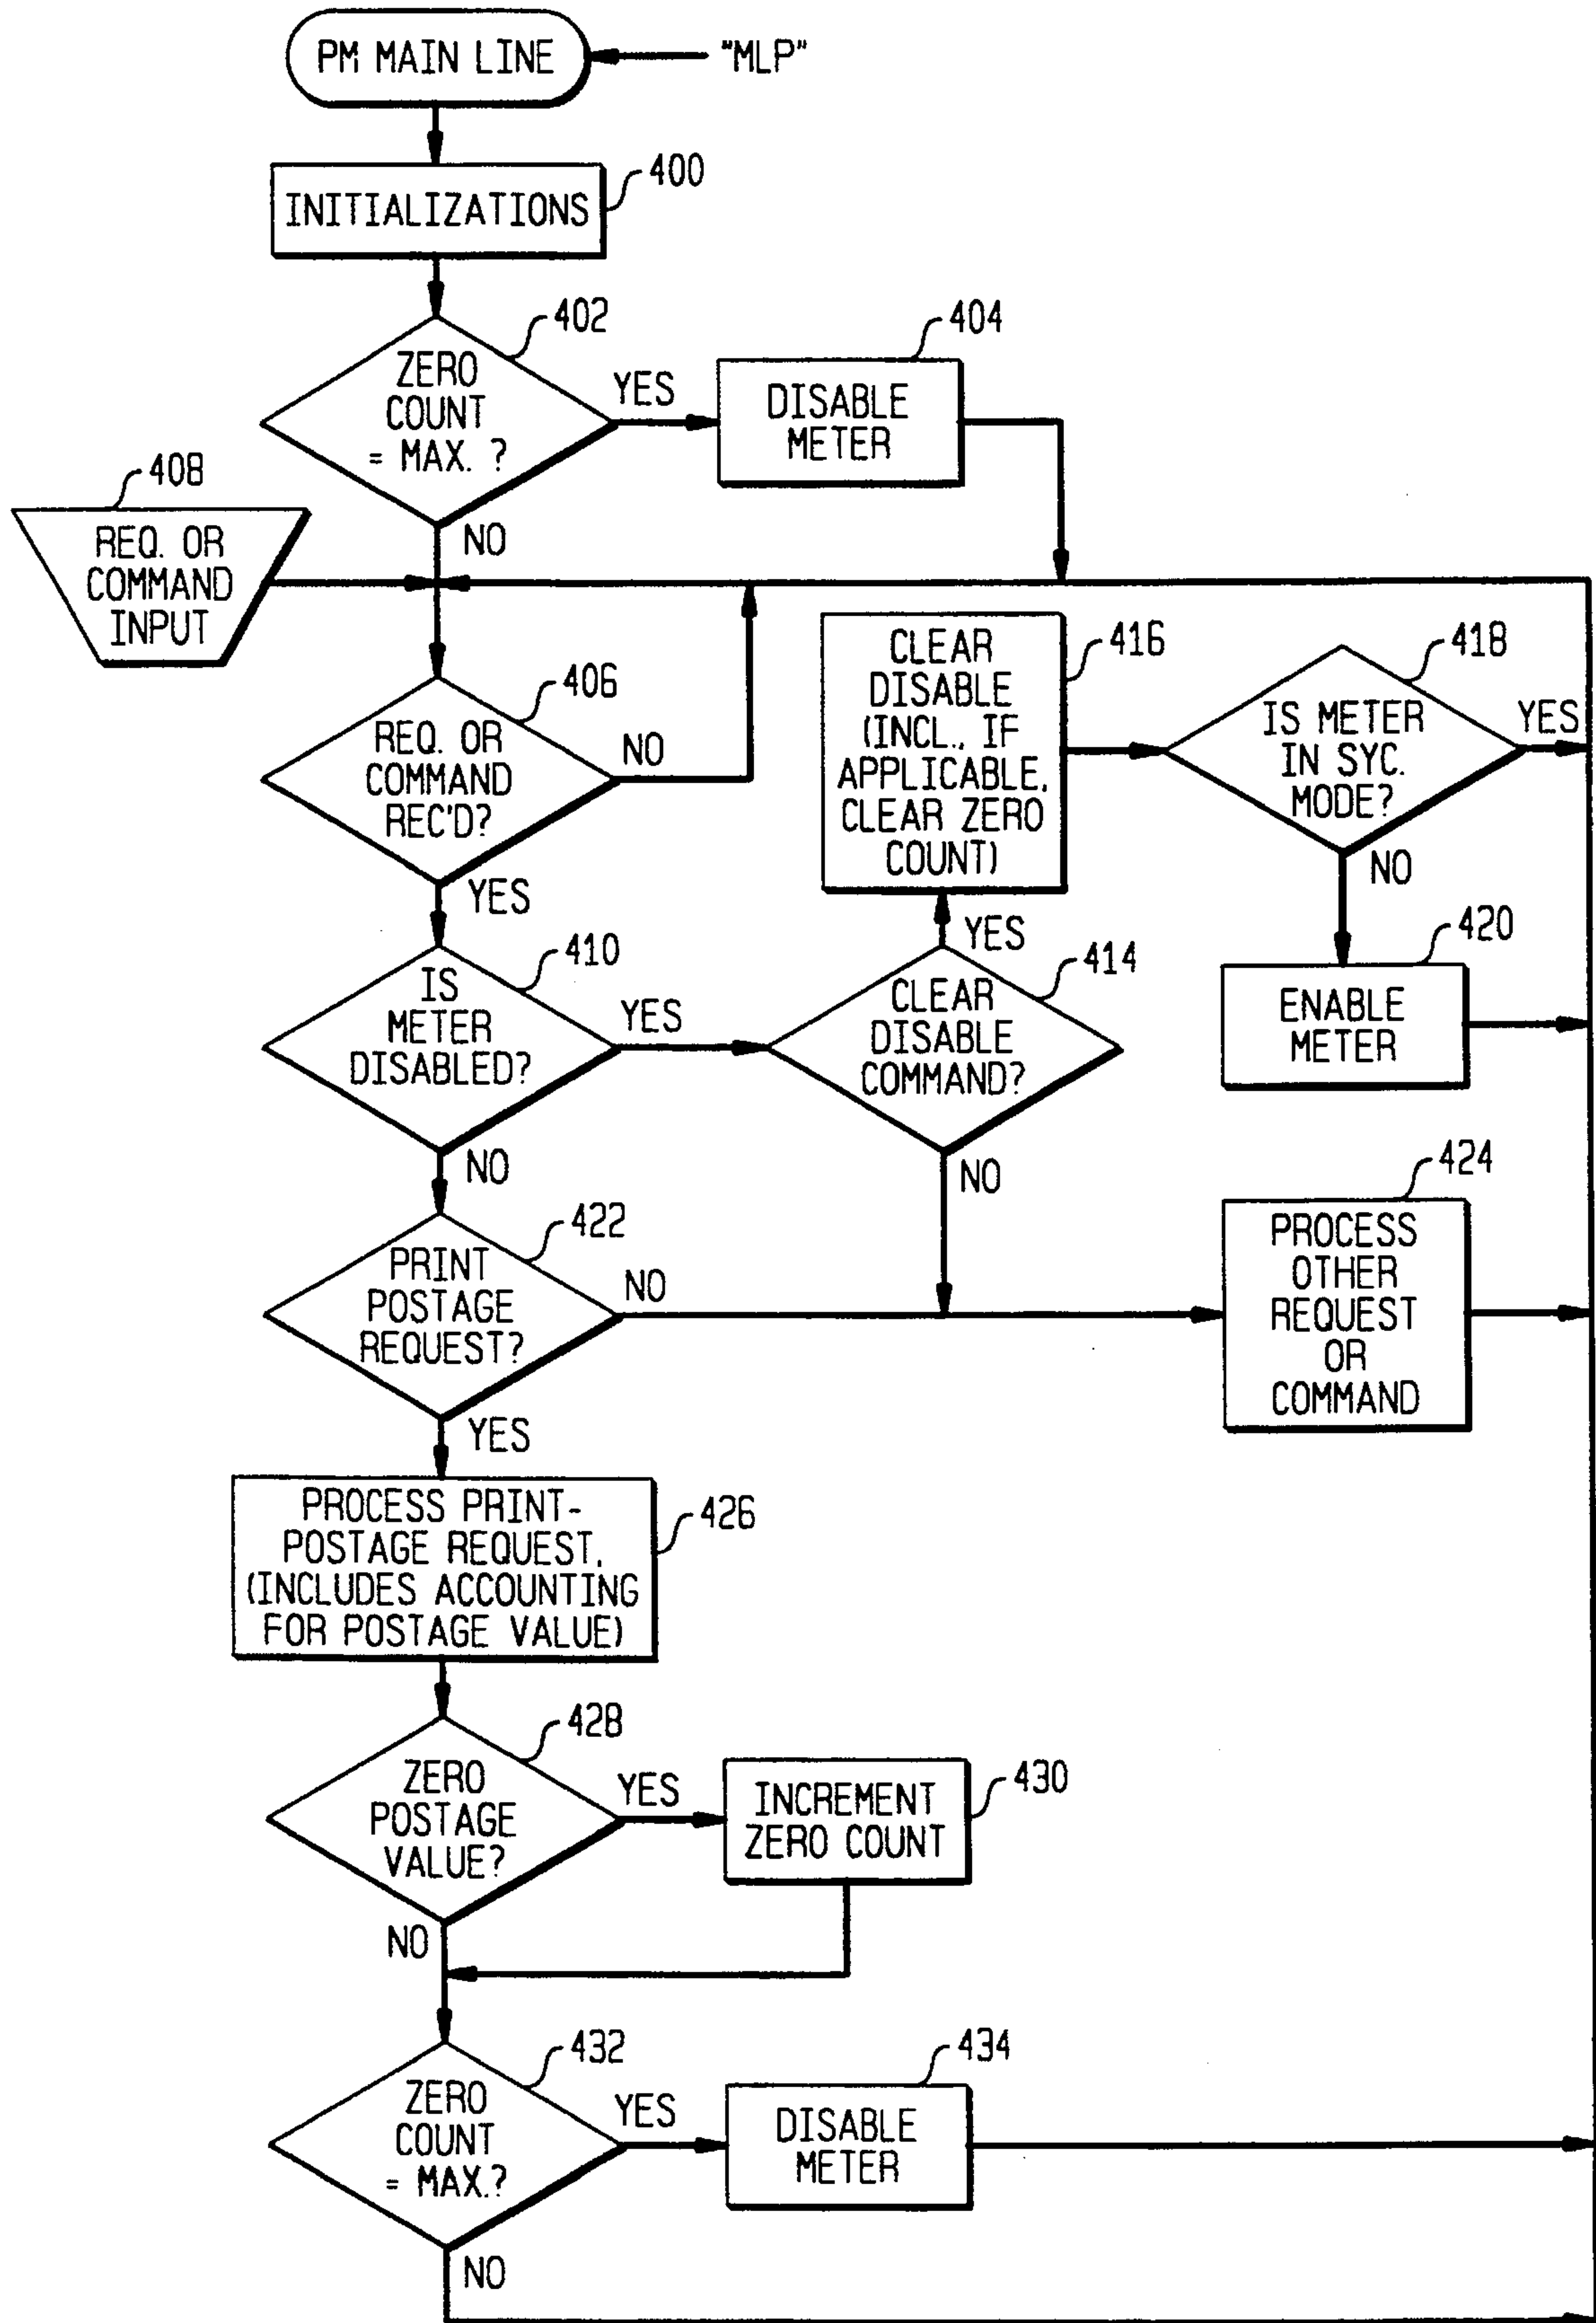 PM MAIN LINE
"MLP"
INITIALIZATIONS
400
ZERO
COUNT
= MAX. ?
402
YES
DISABLE
METER
404
NO
408
REQ. OR
COMMAND
INPUT
REQ. OR
COMMAND
REC'D?
406
NO
YES
CLEAR
DISABLE
(INCL., IF
APPLICABLE,
CLEAR ZERO
COUNT)
416
IS METER
IN SYC.
MODE?
418
YES
NO
ENABLE
METER
420
IS
METER
DISABLED?
410
YES
NO
CLEAR
DISABLE
COMMAND?
414
YES
NO
PRINT
POSTAGE
REQUEST?
422
NO
YES
PROCESS
OTHER
REQUEST
OR
COMMAND
424
PROCESS PRINT-
POSTAGE REQUEST,
(INCLUDES ACCOUNTING
FOR POSTAGE VALUE)
426
ZERO
POSTAGE
VALUE?
428
YES
INCREMENT
ZERO COUNT
430
NO
ZERO
COUNT
= MAX.?
432
YES
DISABLE
METER
434
NO